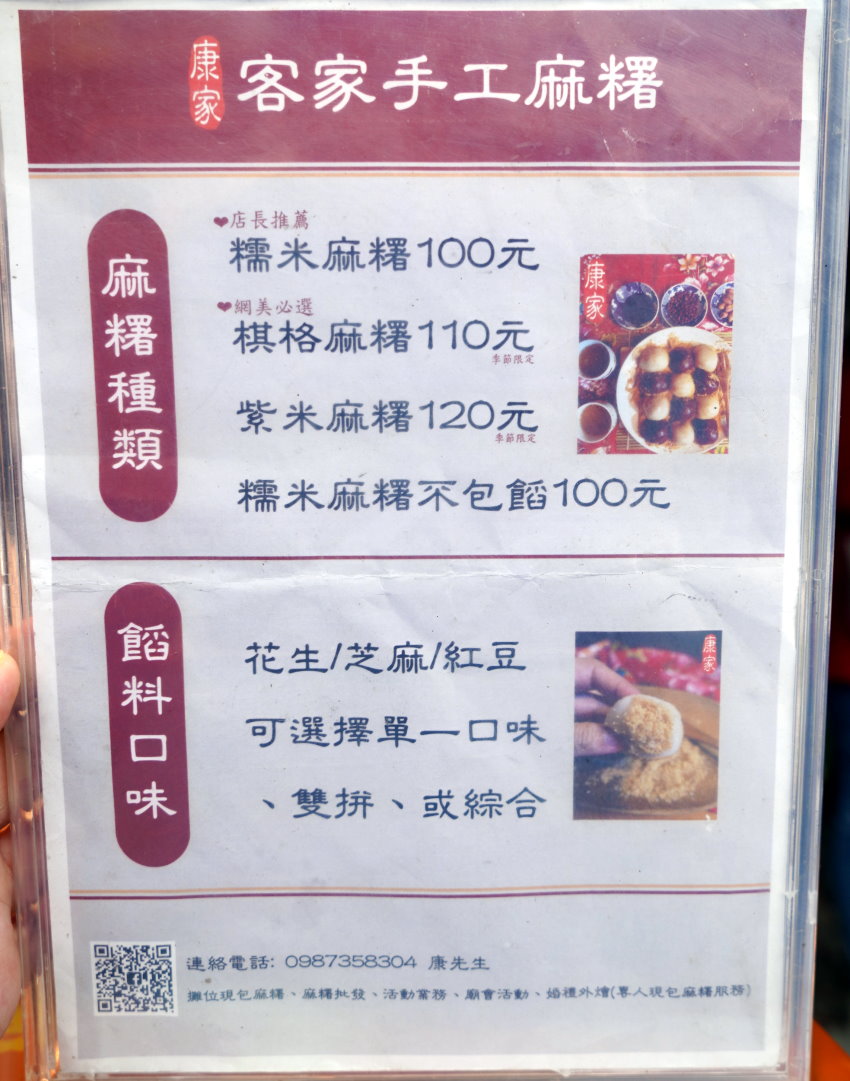 康家 客家手工麻糬
麻糬種類
❤店長推薦
糯米麻糬100元
❤網美必選
棋格麻糬110元
季節限定
紫米麻糬120元
季節限定
糯米麻糬不包餡100元
康家
餡料口味
花生/芝麻/紅豆
可選擇單一口味
、雙拼、或綜合
康家
連絡電話: 0987358304 康先生
攤位現包麻糬、麻糬批發、活動業務、廟會活動、婚禮外燴(專人現包麻糬服務)